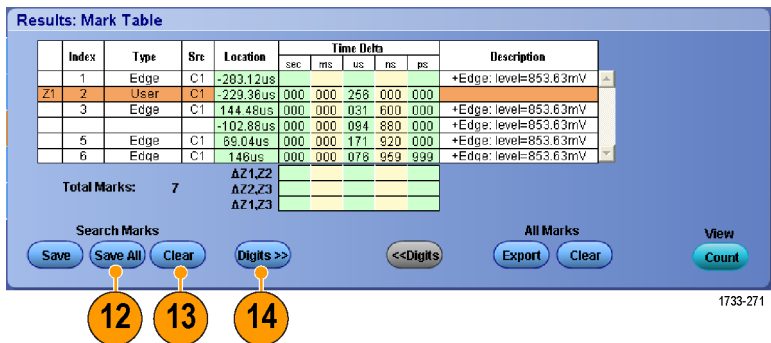 Results: Mark Table
Index Type Src Location Time Delta Description
sec ms us ns ps
1 Edge C1 -283.12us +Edge: level=853.63mV
Z1 2 User C1 -229.36us 000 000 256 000 000
3 Edge C1 144.48us 000 000 031 600 000 +Edge: level=853.63mV
-102.88us 000 000 094 880 000 +Edge: level=853.63mV
5 Edge C1 69.04us 000 000 171 920 000 +Edge: level=853.63mV
6 Edge C1 146us 000 000 076 959 999 +Edge: level=853.63mV
Total Marks: 7
ΔZ1,Z2
ΔZ2,Z3
ΔZ1,Z3
Search Marks All Marks View
Save Save All Clear Digits >> <<Digits Export Clear Count
12 13 14
1733-271